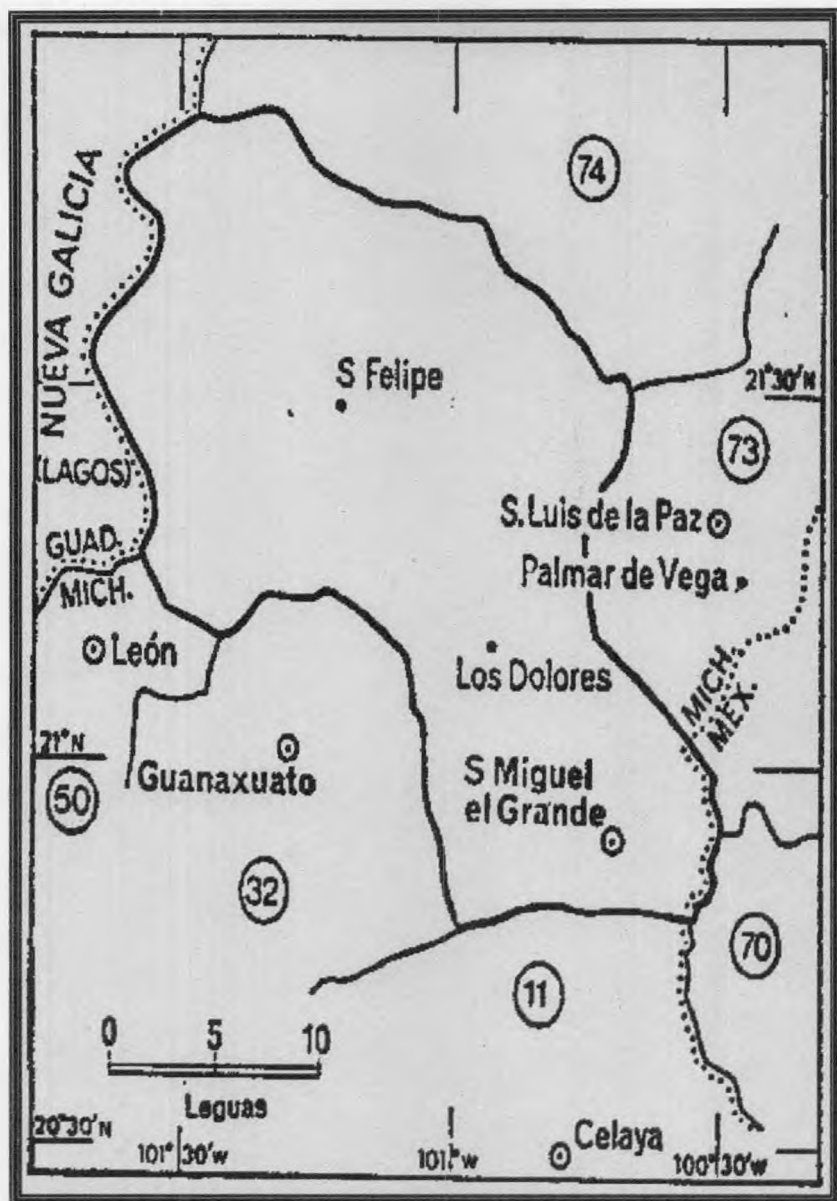 74
NUEVA GALICIA
S Felipe
21°30'N
(LAGOS)
73
S. Luis de la Paz
GUAD.
Palmar de Vega
MICH.
León
Los Dolores
MICH.
MEX.
21°N
Guanaxuato
S Miguel
el Grande
50
32
70
11
0 5 10
Leguas
20°30'N
Celaya
101°30'W
101°W
100°30'W